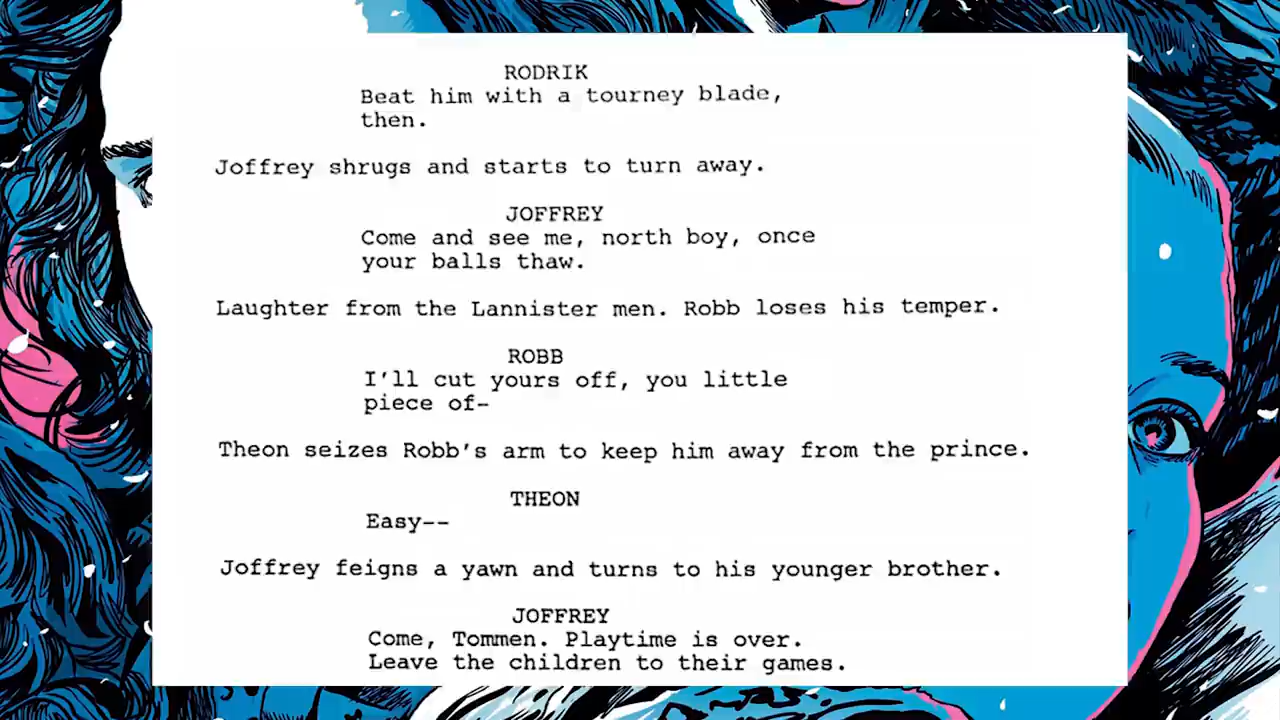 RODRIK
Beat him with a tourney blade,
then.
Joffrey shrugs and starts to turn away.
JOFFREY
Come and see me, north boy, once
your balls thaw.
Laughter from the Lannister men. Robb loses his temper.
ROBB
I'll cut yours off, you little
piece of-
Theon seizes Robb's arm to keep him away from the prince.
THEON
Easy--
Joffrey feigns a yawn and turns to his younger brother.
JOFFREY
Come, Tommen. Playtime is over.
Leave the children to their games.